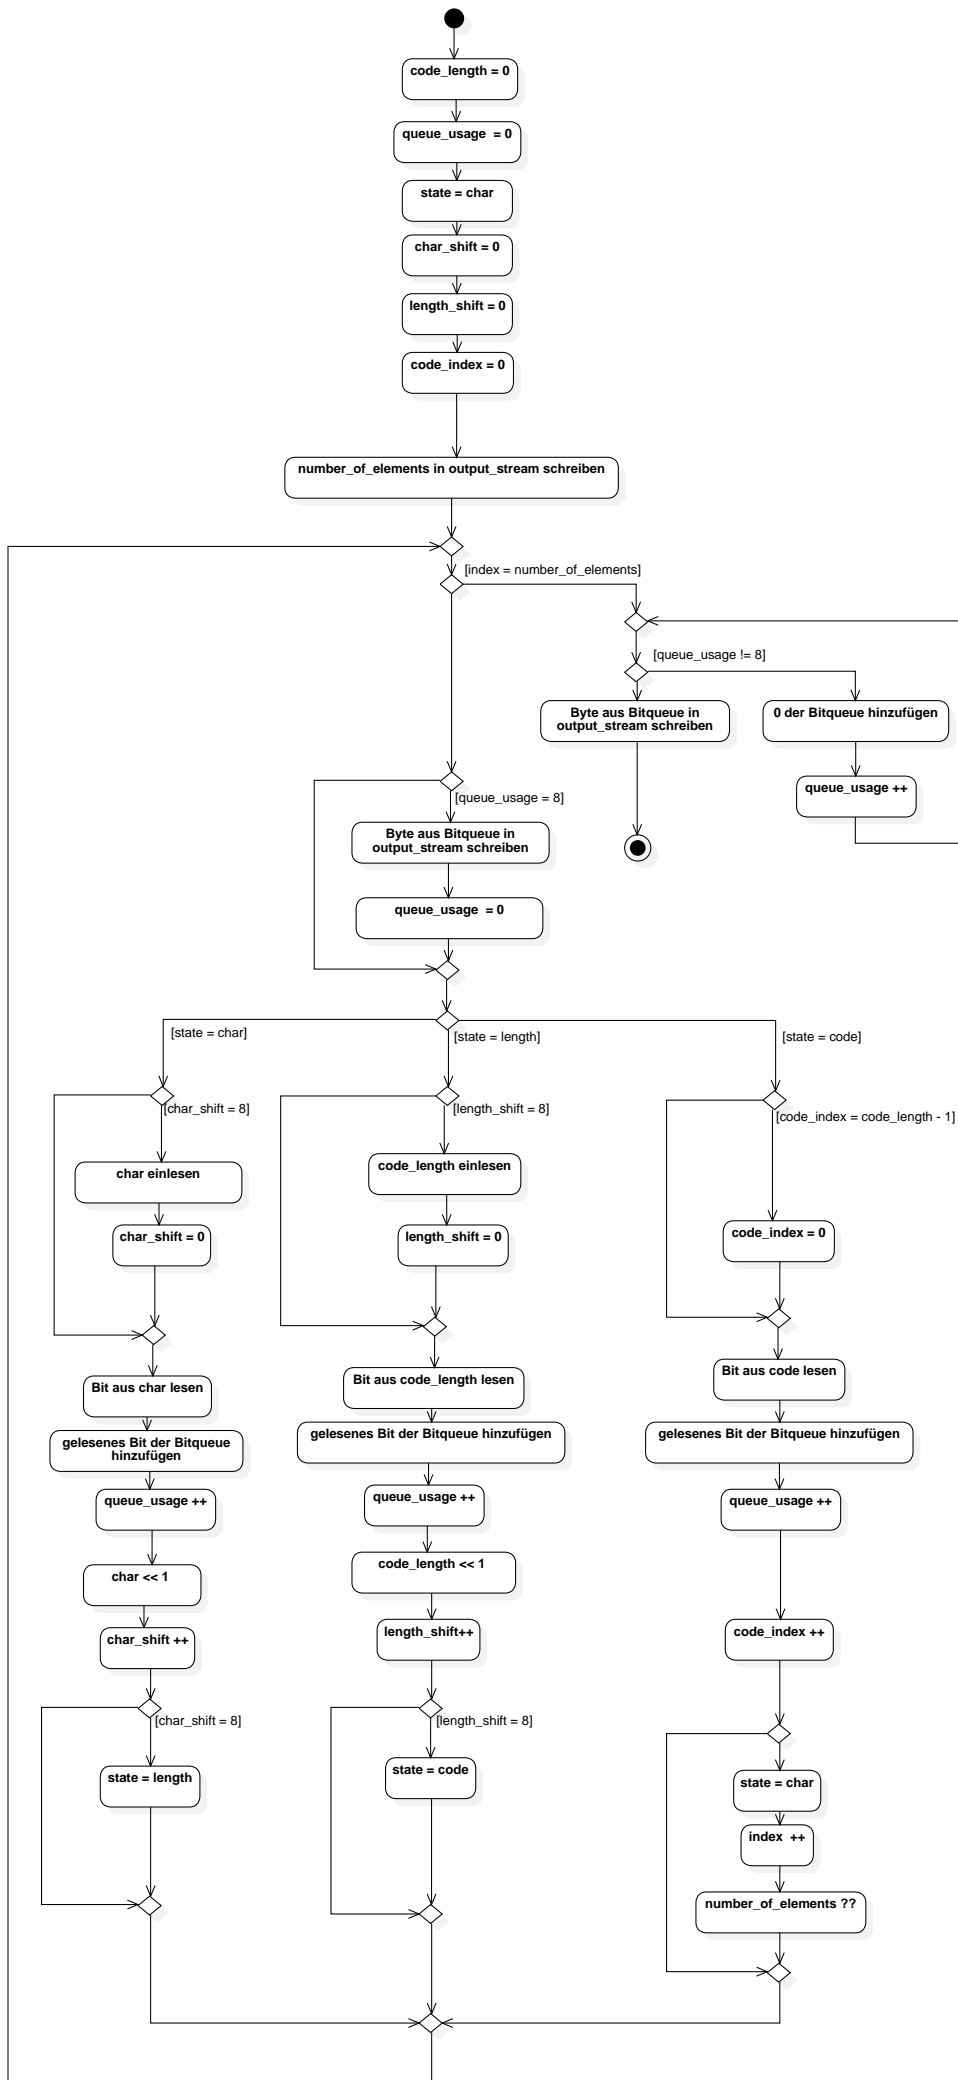 code_length = 0
queue_usage  = 0
state = char
char_shift = 0
length_shift = 0
code_index = 0
number_of_elements in output_stream schreiben
[index = number_of_elements]
[queue_usage != 8]
Byte aus Bitqueue in
output_stream schreiben
0 der Bitqueue hinzufügen
queue_usage ++
[queue_usage = 8]
Byte aus Bitqueue in
output_stream schreiben
queue_usage  = 0
[state = char]
[state = length]
[state = code]
[char_shift = 8]
[length_shift = 8]
[code_index = code_length - 1]
char einlesen
code_length einlesen
char_shift = 0
length_shift = 0
code_index = 0
Bit aus char lesen
Bit aus code_length lesen
Bit aus code lesen
gelesenes Bit der Bitqueue
hinzufügen
gelesenes Bit der Bitqueue hinzufügen
gelesenes Bit der Bitqueue hinzufügen
queue_usage ++
queue_usage ++
queue_usage ++
char << 1
code_length << 1
char_shift ++
length_shift++
code_index ++
[char_shift = 8]
[length_shift = 8]
state = length
state = code
state = char
index  ++
number_of_elements ??